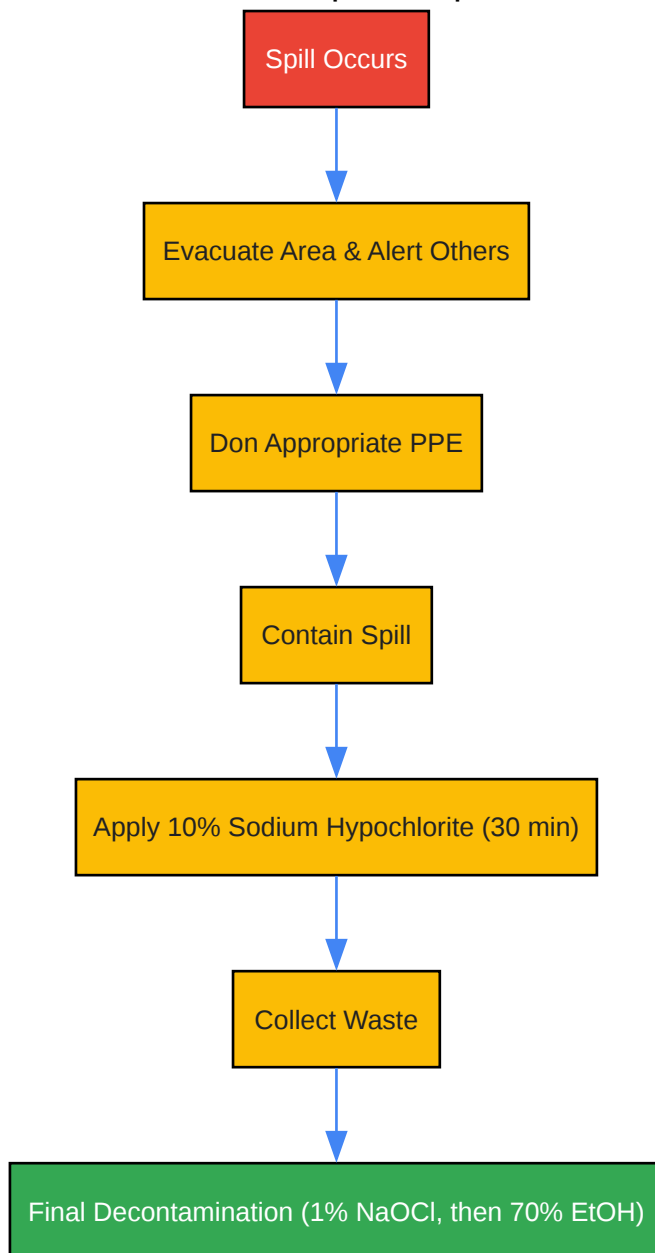 Spill Occurs
Evacuate Area & Alert Others
Don Appropriate PPE
Contain Spill
Apply 10% Sodium Hypochlorite (30 min)
Collect Waste
Final Decontamination (1% NaOCl, then 70% EtOH)